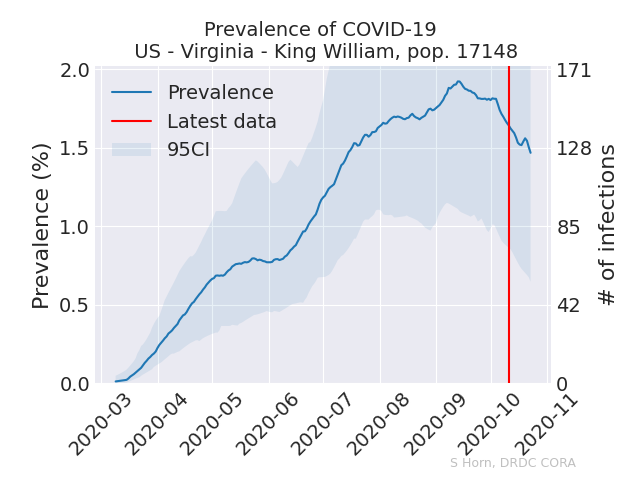 Prevalence of COVID-19
US - Virginia - King William, pop. 17148
Prevalence
Latest data
95CI
Prevalence (%)
2.0
1.5
1.0
0.5
0.0
171
128
85
42
0
# of infections
2020-03
2020-04
2020-05
2020-06
2020-07
2020-08
2020-09
2020-10
2020-11
S Horn, DRDC CORA